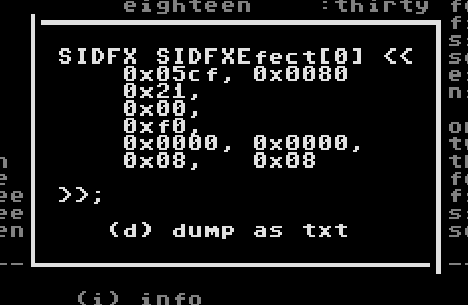 eighteen :thirty
SIDFX SIDFXEfect[0] <<
0x05cf, 0x0080
0x21,
0x00,
0xf0,
0x0000, 0x0000,
0x08, 0x08
>>;
(d) dump as txt
(i) info